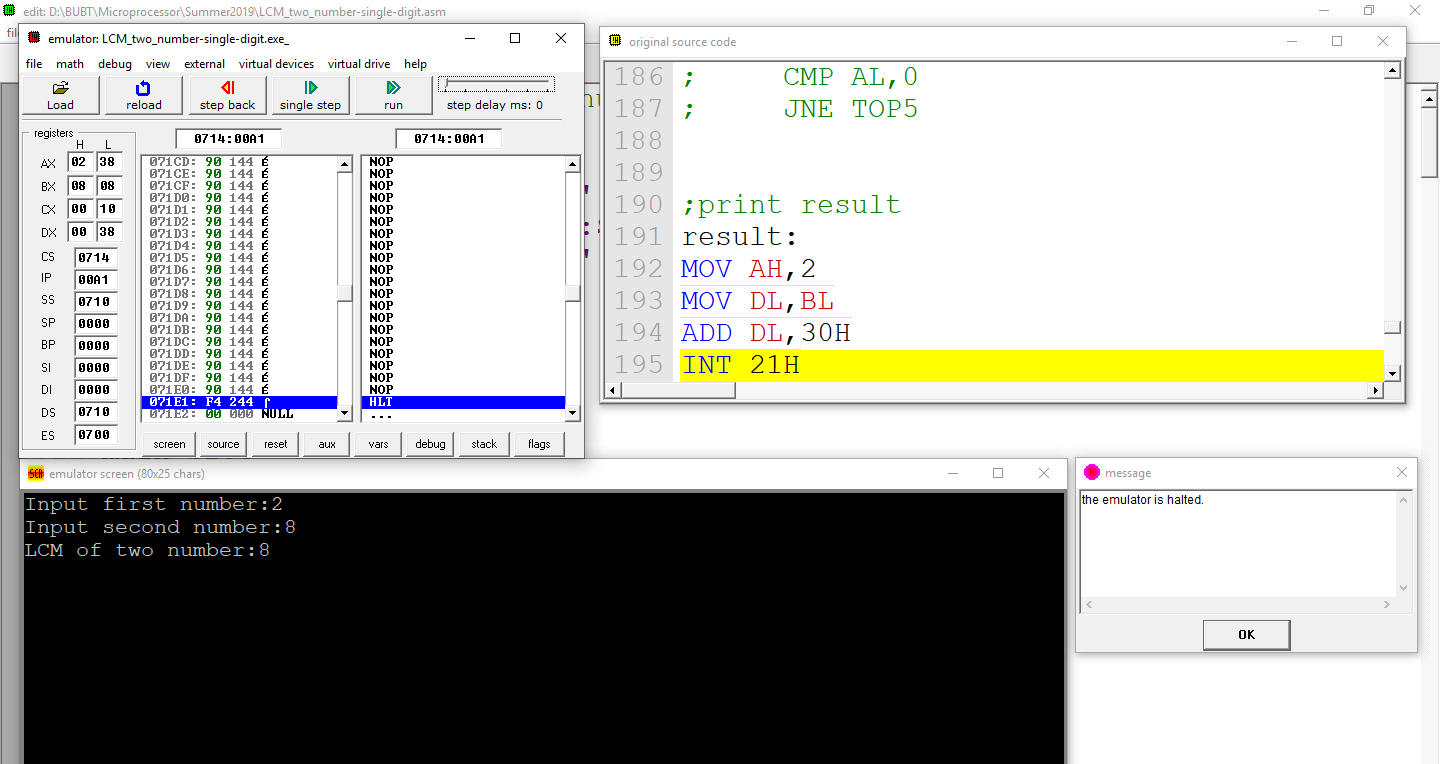 edit: D:\BUBT\Microprocessor\Summer2019\LCM_two_number-single-digit.asm
emulator: LCM_two_number-single-digit.exe_
file math debug view external virtual devices virtual drive help
Load reload step back single step run step delay ms: 0
registers
H L
0714:00A1 0714:00A1
AX 02 38
BX 08 08
CX 00 10
DX 00 38
CS 0714
IP 00A1
SS 0710
SP 0000
BP 0000
SI 0000
DI 0000
DS 0710
ES 0700
071CD: 90 144 É NOP
071CE: 90 144 É NOP
071CF: 90 144 É NOP
071D0: 90 144 É NOP
071D1: 90 144 É NOP
071D2: 90 144 É NOP
071D3: 90 144 É NOP
071D4: 90 144 É NOP
071D5: 90 144 É NOP
071D6: 90 144 É NOP
071D7: 90 144 É NOP
071D8: 90 144 É NOP
071D9: 90 144 É NOP
071DA: 90 144 É NOP
071DB: 90 144 É NOP
071DC: 90 144 É NOP
071DD: 90 144 É NOP
071DE: 90 144 É NOP
071DF: 90 144 É NOP
071E0: 90 144 É NOP
071E1: F4 244 ⌠ HLT
071E2: 00 000 NULL ...
screen source reset aux vars debug stack flags
original source code
186 ; CMP AL,0
187 ; JNE TOP5
188
189
190 ;print result
191 result:
192 MOV AH,2
193 MOV DL,BL
194 ADD DL,30H
195 INT 21H
emulator screen (80x25 chars)
Input first number:2
Input second number:8
LCM of two number:8
message
the emulator is halted.
OK